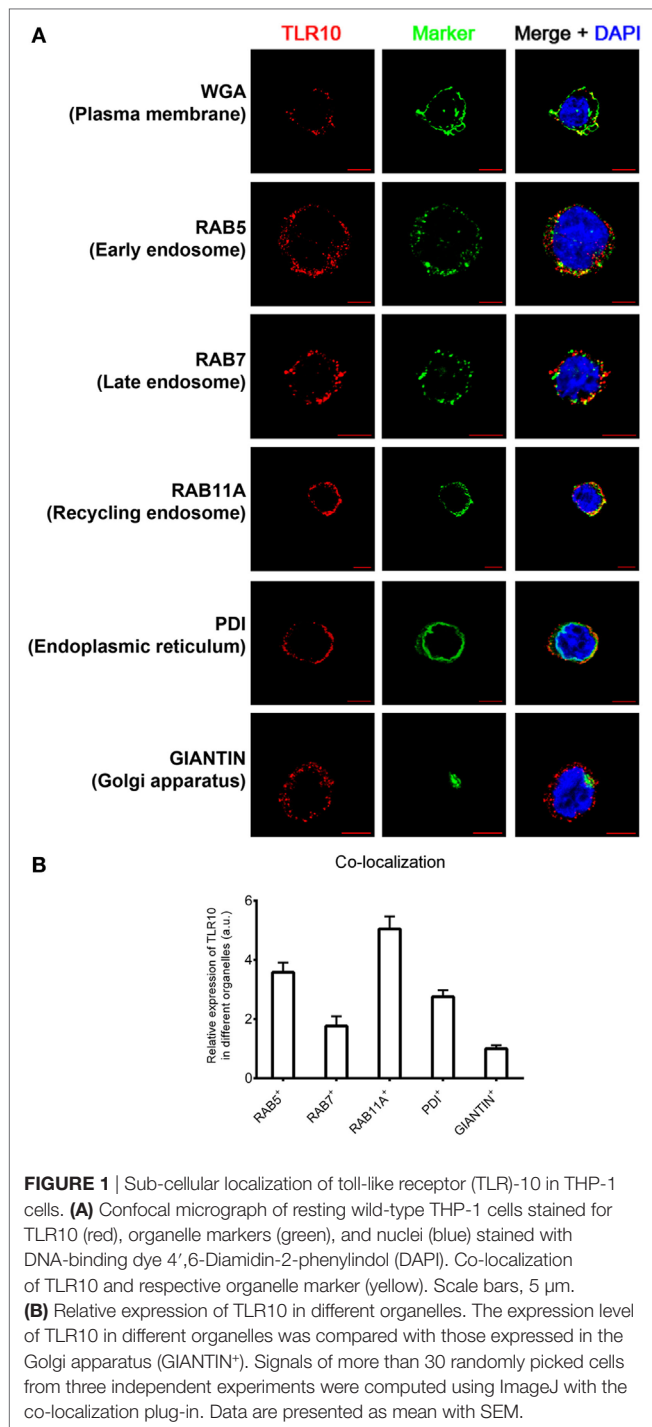 A
TLR10 Marker Merge + DAPI
WGA
(Plasma membrane)
RAB5
(Early endosome)
RAB7
(Late endosome)
RAB11A
(Recycling endosome)
PDI
(Endoplasmic reticulum)
GIANTIN
(Golgi apparatus)
B
Co-localization
Relative expression of TLR10
in different organelles (a.u.)
6
4
2
0
RAB5⁺
RAB7⁺
RAB11A⁺
PDI⁺
GIANTIN⁺
FIGURE 1 | Sub-cellular localization of toll-like receptor (TLR)-10 in THP-1
cells. (A) Confocal micrograph of resting wild-type THP-1 cells stained for
TLR10 (red), organelle markers (green), and nuclei (blue) stained with
DNA-binding dye 4′,6-Diamidin-2-phenylindol (DAPI). Co-localization
of TLR10 and respective organelle marker (yellow). Scale bars, 5 μm.
(B) Relative expression of TLR10 in different organelles. The expression level
of TLR10 in different organelles was compared with those expressed in the
Golgi apparatus (GIANTIN⁺). Signals of more than 30 randomly picked cells
from three independent experiments were computed using ImageJ with the
co-localization plug-in. Data are presented as mean with SEM.